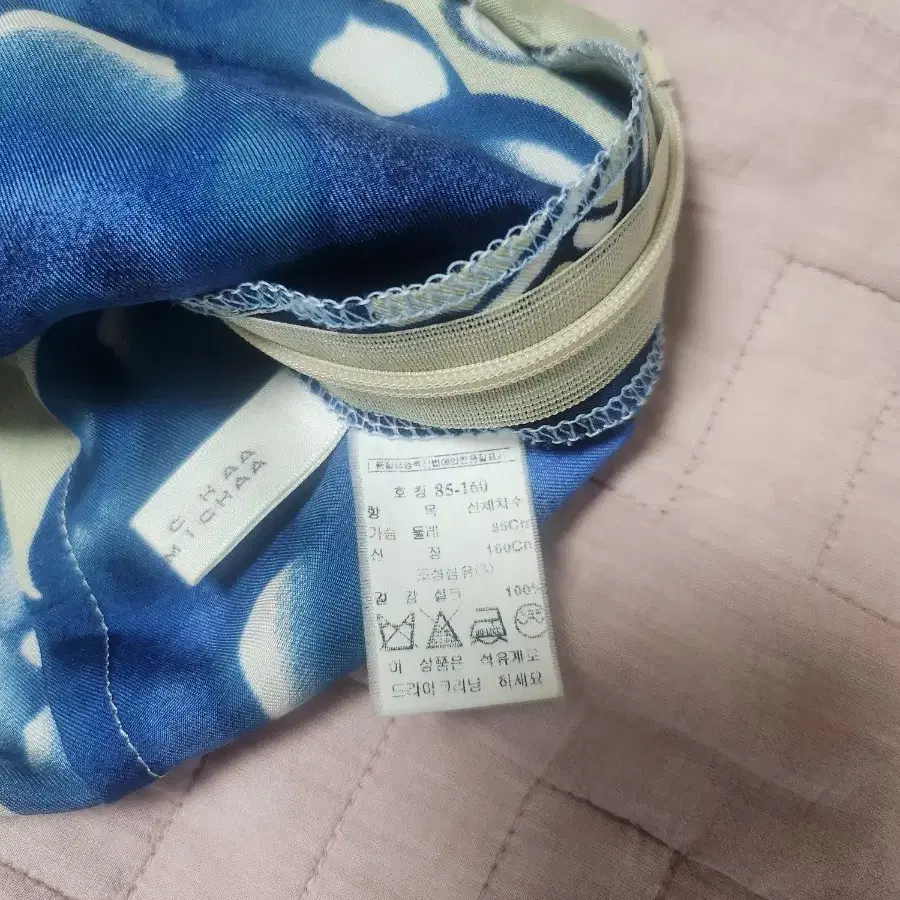 C HAA
MICHAA
호 칭 85-160
항 목 신체치수
가슴 둘레 85Cm
신 장 160Cm
조성섬유(%)
겉 감 실크 100%
이 상품은 석유계로
드라이크리닝 하세요